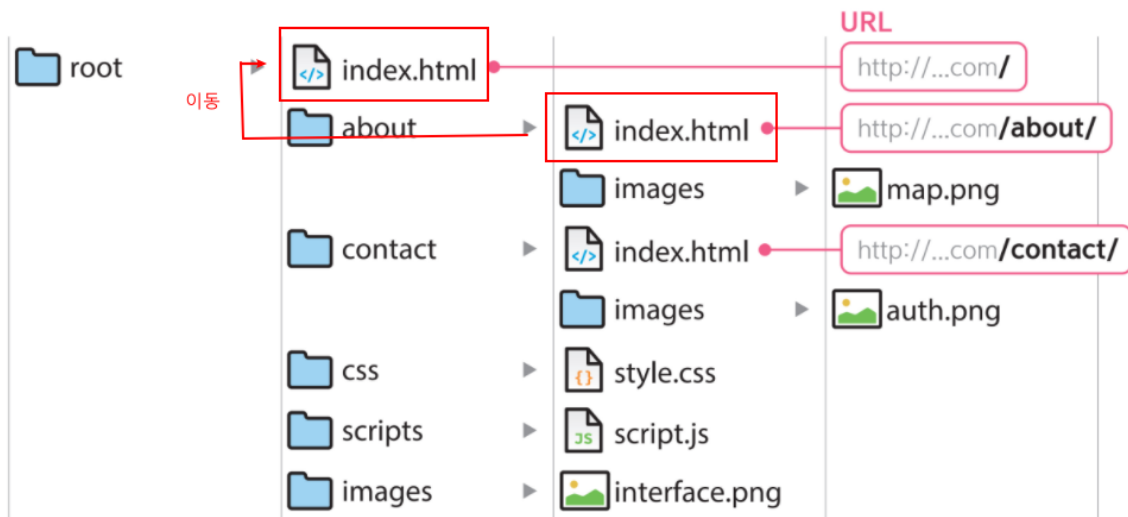 URL
root
index.html
http://...com/
이동
about
index.html
http://...com/about/
images
map.png
contact
index.html
http://...com/contact/
images
auth.png
css
style.css
scripts
script.js
images
interface.png